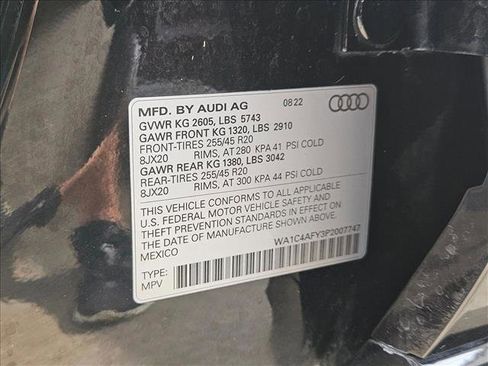 MFD. BY AUDI AG 08 22
GVWR KG 2605, LBS 5743
GAWR FRONT KG 1320, LBS 2910
FRONT-TIRES 255/45 R20
8JX20 RIMS, AT 280 KPA 41 PSI COLD
GAWR REAR KG 1380, LBS 3042
REAR-TIRES 255/45 R20
8JX20 RIMS, AT 300 KPA 44 PSI COLD
THIS VEHICLE CONFORMS TO ALL APPLICABLE
U.S. FEDERAL MOTOR VEHICLE SAFETY AND
THEFT PREVENTION STANDARDS IN EFFECT ON
THE DATE OF MANUFACTURE SHOWN ABOVE
MEXICO
WA1C4AFY3P2007747
TYPE:
MPV